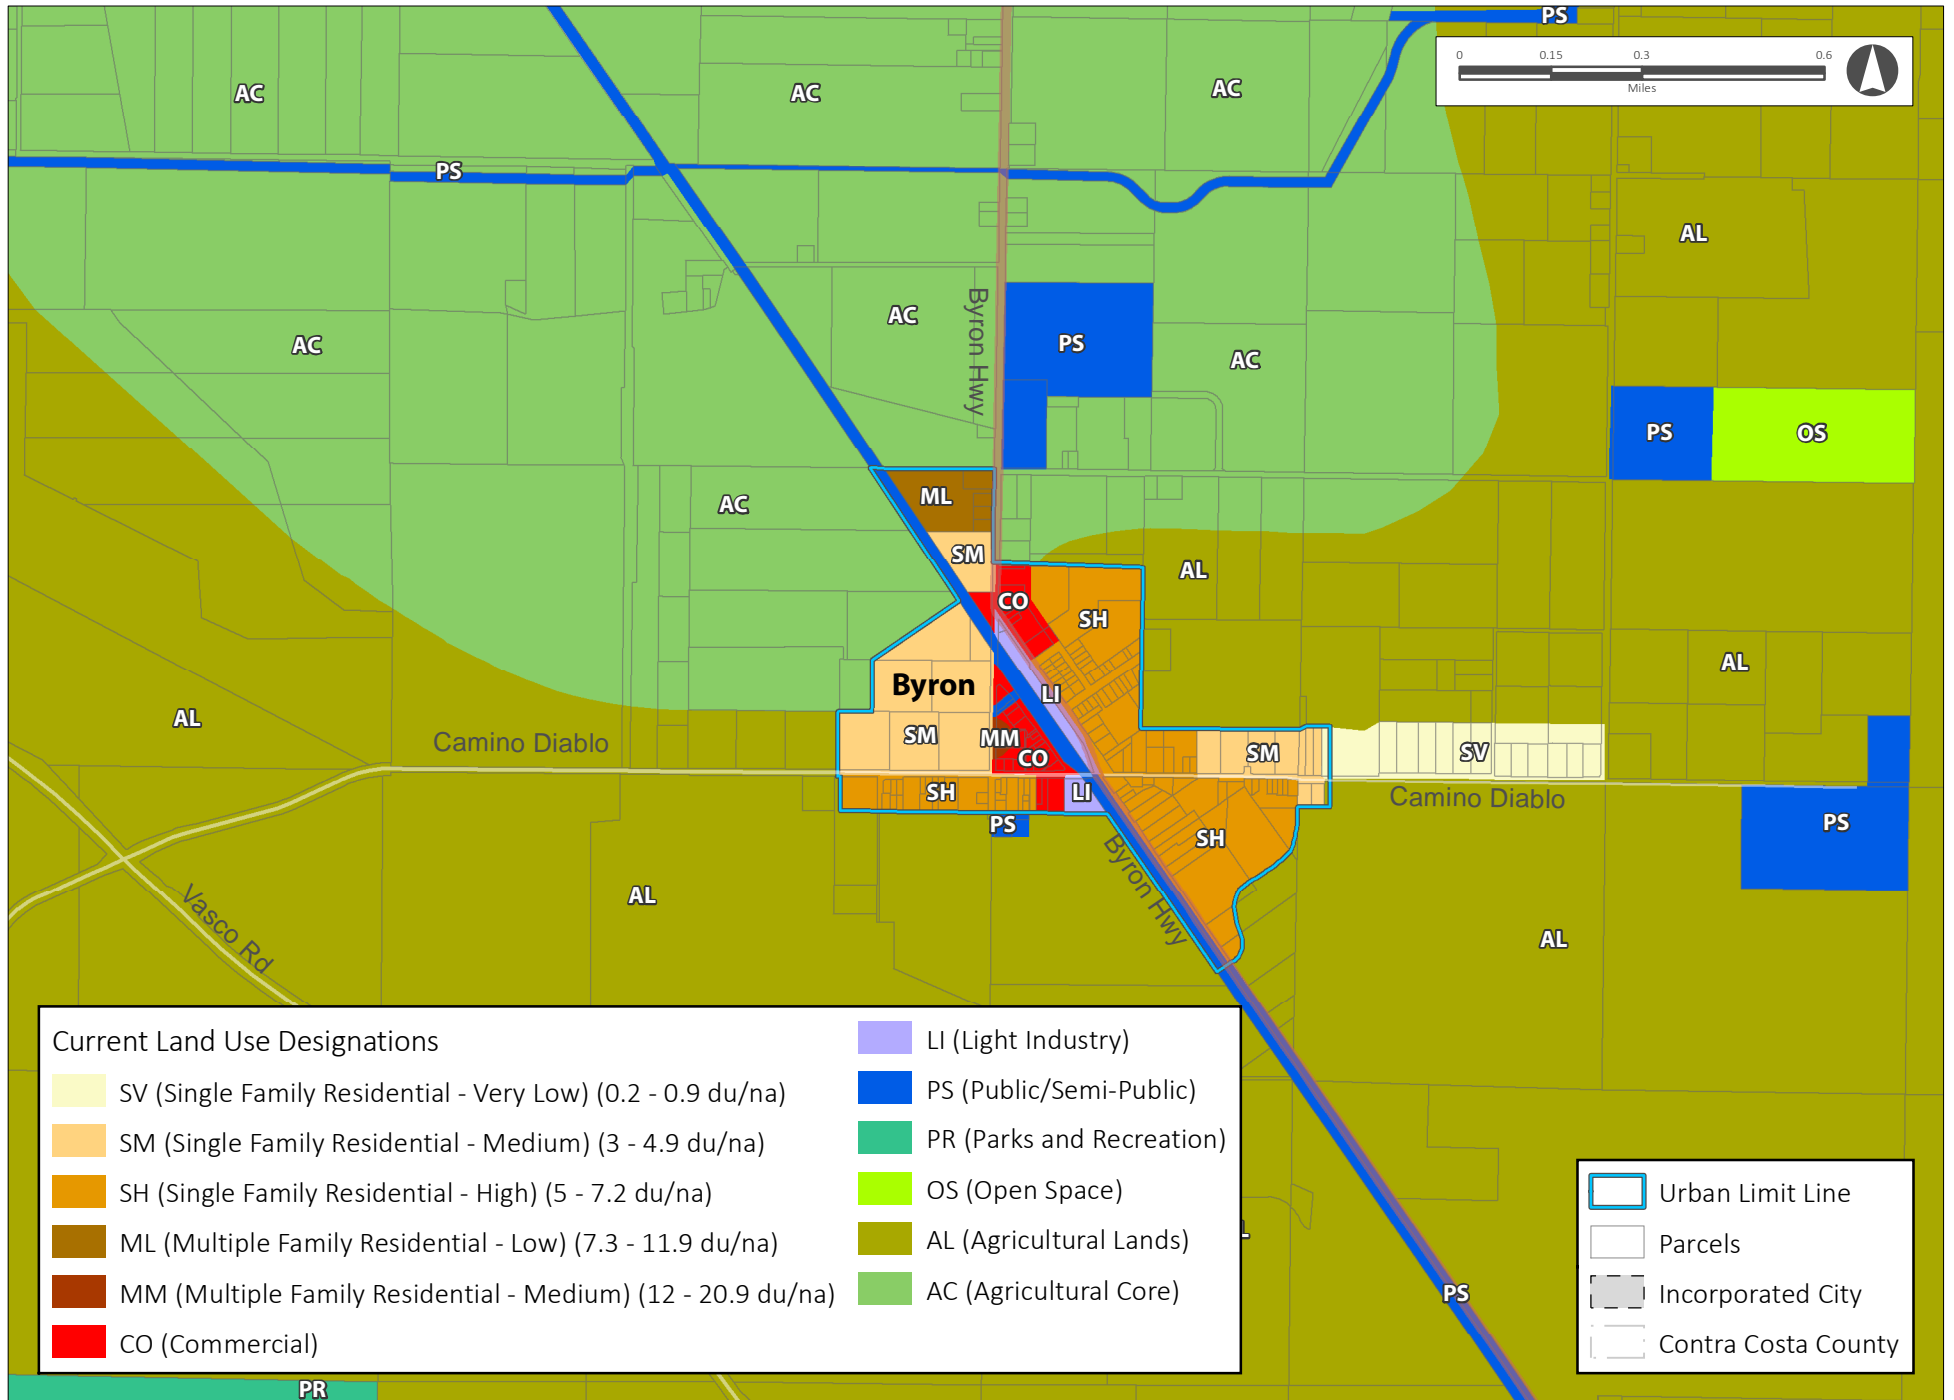 PS
0 0.15 0.3 0.6
Miles
AC
AC
AC
PS
AL
Byron Hwy
AC
PS
AC
AC
PS
OS
ML
AC
SM
AL
CO
SH
AL
Byron
LI
AL
SM
MM
CO
SM
SV
Camino Diablo
SH
LI
Camino Diablo
PS
PS
SH
Byron Hwy
AL
Vasco Rd
AL
Current Land Use Designations
SV (Single Family Residential - Very Low) (0.2 - 0.9 du/na)
SM (Single Family Residential - Medium) (3 - 4.9 du/na)
SH (Single Family Residential - High) (5 - 7.2 du/na)
ML (Multiple Family Residential - Low) (7.3 - 11.9 du/na)
MM (Multiple Family Residential - Medium) (12 - 20.9 du/na)
CO (Commercial)
LI (Light Industry)
PS (Public/Semi-Public)
PR (Parks and Recreation)
OS (Open Space)
AL (Agricultural Lands)
AC (Agricultural Core)
Urban Limit Line
Parcels
Incorporated City
Contra Costa County
PS
PR